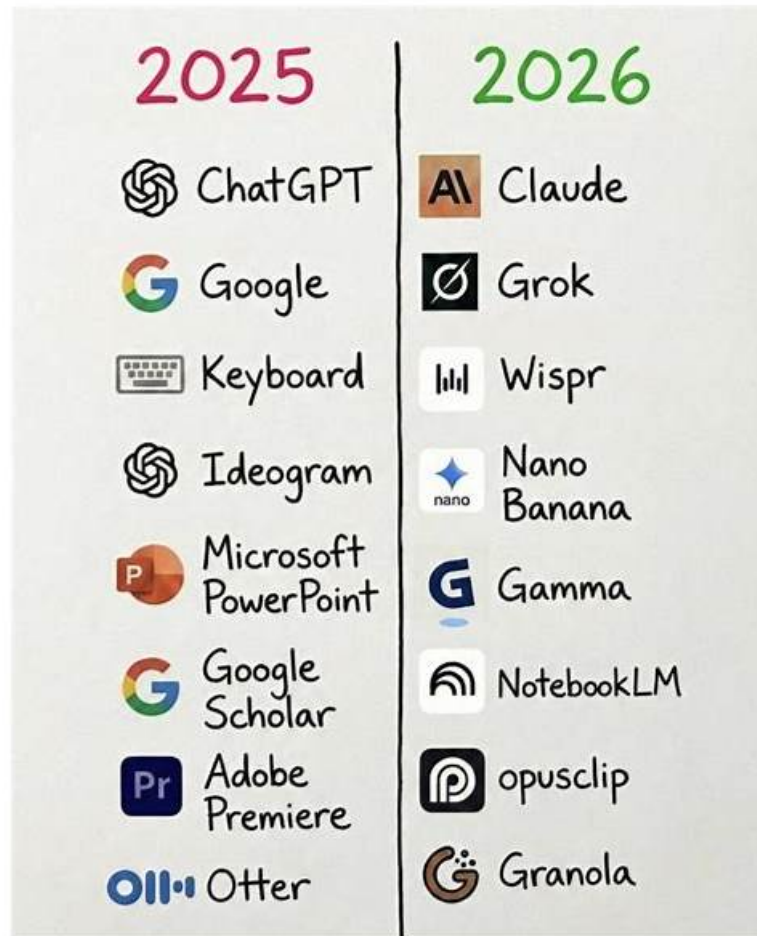 2025
2026
ChatGPT
Claude
Google
Grok
Keyboard
Wispr
Ideogram
nano
Nano
Banana
P
Microsoft
PowerPoint
Gamma
Google
Scholar
NotebookLM
Pr
Adobe
Premiere
opusclip
Otter
Granola